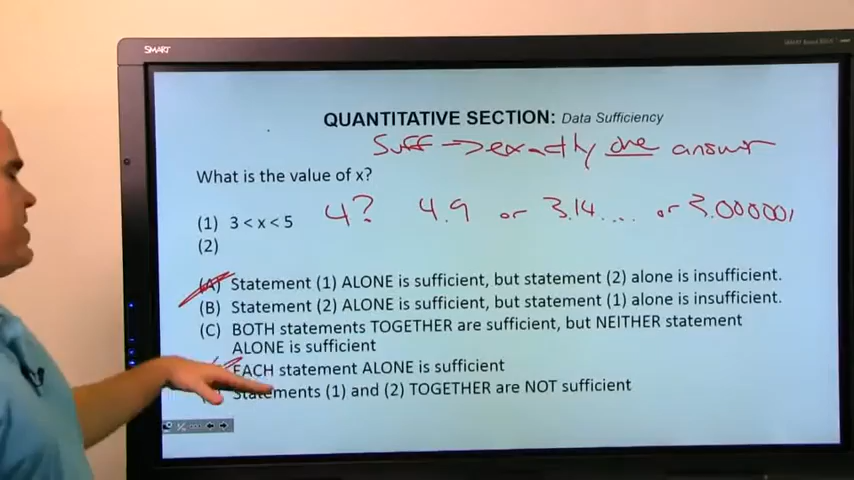 SMART
QUANTITATIVE SECTION: Data Sufficiency
Suff → exactly one answer
What is the value of x?
(1) 3 < x < 5 4? 4.9 or 3.14.... or 3.000001
(2)
(A) Statement (1) ALONE is sufficient, but statement (2) alone is insufficient.
(B) Statement (2) ALONE is sufficient, but statement (1) alone is insufficient.
(C) BOTH statements TOGETHER are sufficient, but NEITHER statement
ALONE is sufficient
EACH statement ALONE is sufficient
Statements (1) and (2) TOGETHER are NOT sufficient